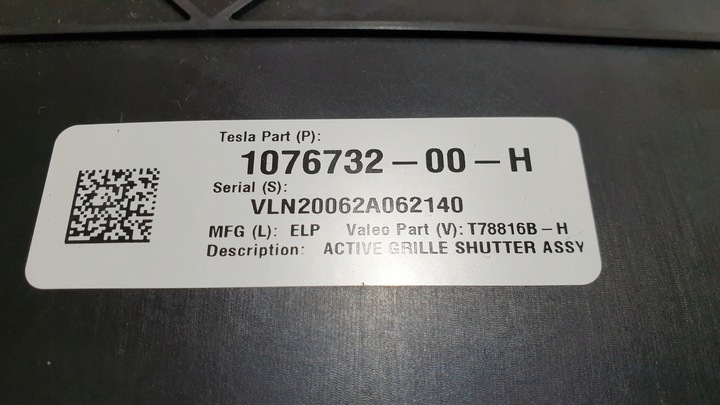 Tesla Part (P):
1076732-00-H
Serial (S):
VLN20062A062140
MFG (L): ELP Valeo Part (V): T78816B-H
Description: ACTIVE GRILLE SHUTTER ASSY